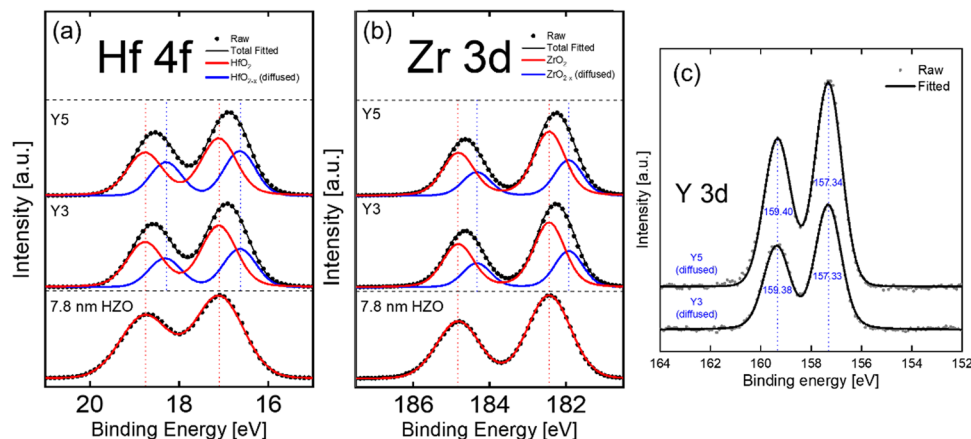 (a)
Hf 4f
Raw
Total Fitted
HfO₂
HfO₂₋ₓ (diffused)
Y5
Y3
7.8 nm HZO
Intensity [a.u.]
20 18 16
Binding Energy [eV]
(b)
Zr 3d
Raw
Total Fitted
ZrO₂
ZrO₂₋ₓ (diffused)
Y5
Y3
7.8 nm HZO
Intensity [a.u.]
186 184 182
Binding Energy [eV]
(c)
Raw
Fitted
Y 3d
157.34
159.40
Y5
(diffused)
157.33
159.38
Y3
(diffused)
Intensity [a.u.]
164 162 160 158 156 154 152
Binding energy [eV]